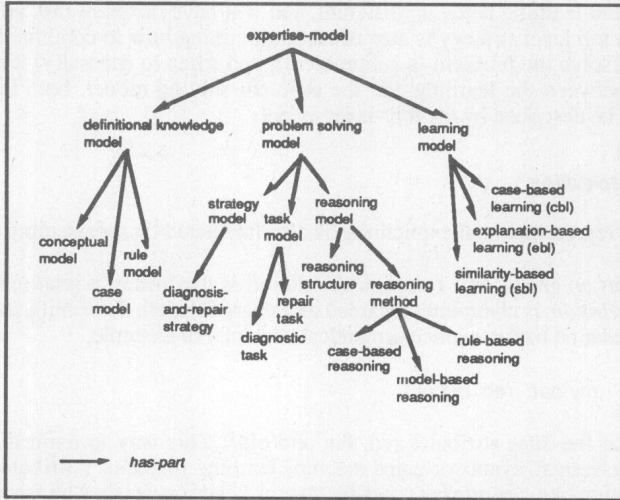 expertise-model
definitional knowledge
model
problem solving
model
learning
model
case-based
learning (cbl)
explanation-based
learning (ebl)
similarity-based
learning (sbl)
strategy
model
task
model
reasoning
model
conceptual
model
rule
model
case
model
diagnosis-
and-repair
strategy
reasoning
structure
repair
task
diagnostic
task
reasoning
method
case-based
reasoning
model-based
reasoning
rule-based
reasoning
has-part